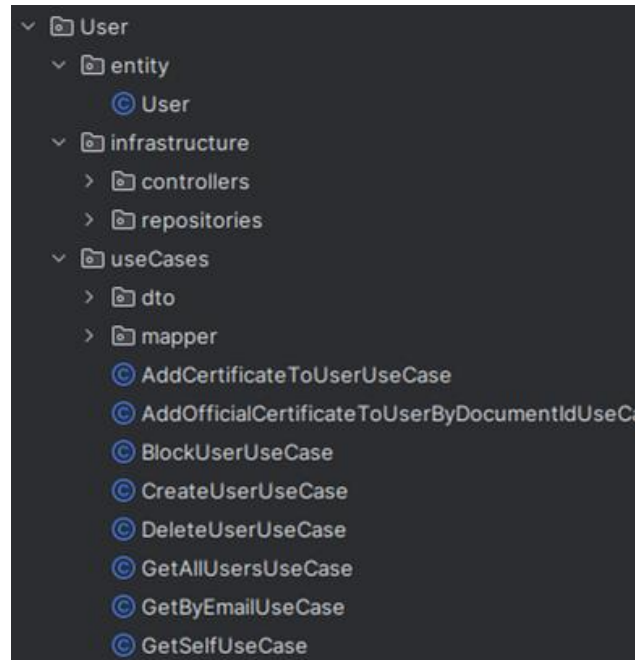 User
entity
User
infrastructure
controllers
repositories
useCases
dto
mapper
AddCertificateToUserUseCase
AddOfficialCertificateToUserByDocumentIdUseCa
BlockUserUseCase
CreateUserUseCase
DeleteUserUseCase
GetAllUsersUseCase
GetByEmailUseCase
GetSelfUseCase